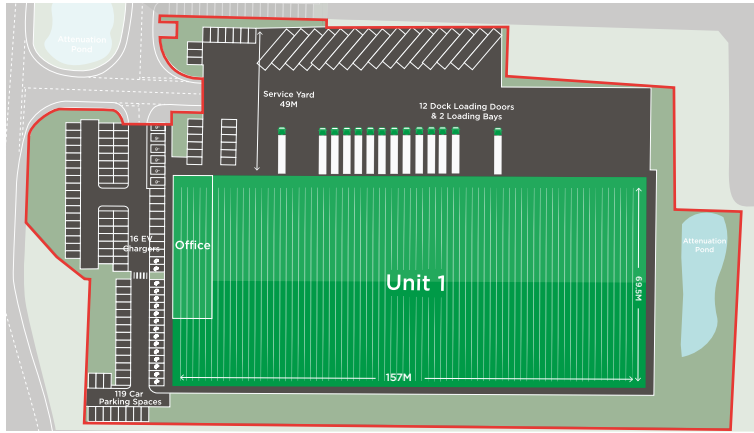 Attenuation
Pond
Service Yard
49M
12 Dock Loading Doors
& 2 Loading Bays
16 EV
Chargers
Office
Attenuation
Pond
Unit 1
69.5M
157M
119 Car
Parking Spaces